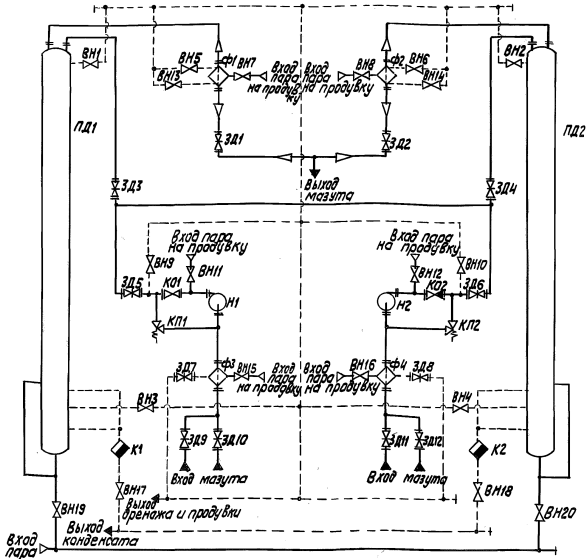 ВН1
ВН5
ВН13
Ф1
ВН7
Вход пара на продувку
Вход пара на продувку
ВН8
Ф2
ВН6
ВН14
ВН2
ПД1
ПД2
ЗД1
ЗД2
Выход мазута
ЗД3
ЗД4
Вход пара на продувку
Вход пара на продувку
ВН9
ВН11
ВН12
ВН10
ЗД5
КО1
Н1
Н2
КО2
ЗД6
КП1
КП2
ЗД7
Ф3
ВН15
Вход пара на продувку
Вход пара на продувку
ВН16
Ф4
ЗД8
ВН3
ВН4
К1
ЗД9
ЗД10
ЗД11
ЗД12
К2
Вход мазута
Вход мазута
ВН17
ВН18
Выход дренажа и продувки
ВН19
ВН20
Выход конденсата
Вход пара